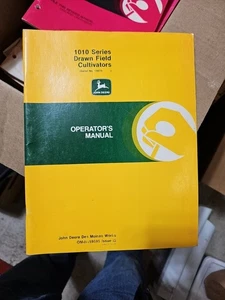 1010 Series
Drawn Field
Cultivators
JOHN DEERE
OPERATOR'S
MANUAL
John Deere Des Moines Works